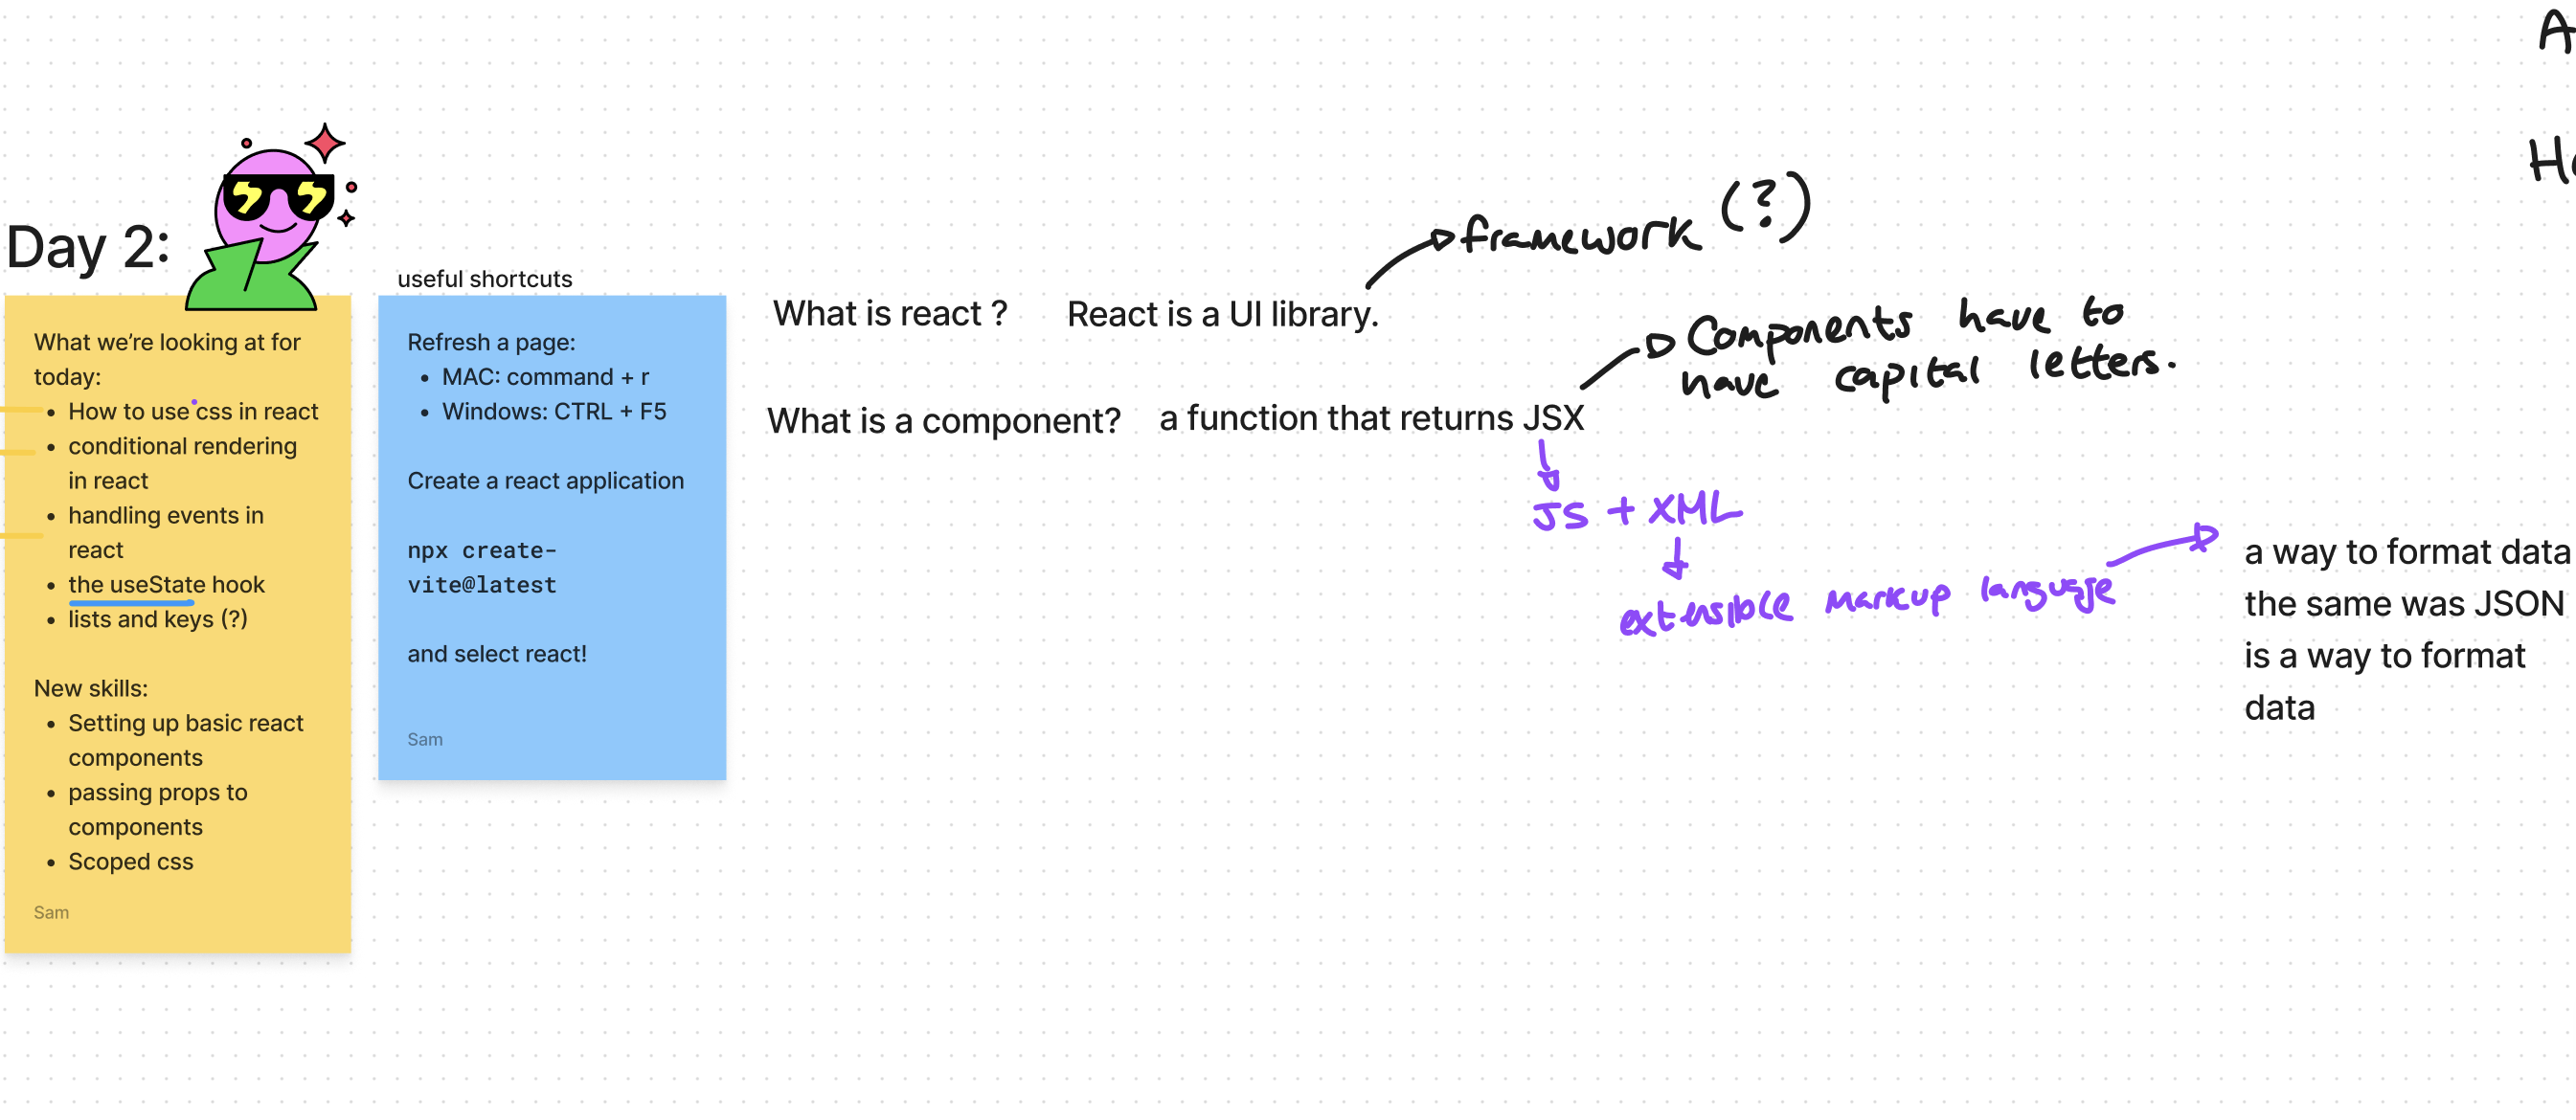 Day 2:
What we're looking at for
today:
• How to use css in react
• conditional rendering
in react
• handling events in
react
• the useState hook
• lists and keys (?)
New skills:
• Setting up basic react
components
• passing props to
components
• Scoped css
Sam
useful shortcuts
Refresh a page:
• MAC: command + r
• Windows: CTRL + F5
Create a react application
npx create-
vite@latest
and select react!
Sam
What is react ?
React is a UI library.
framework (?)
What is a component?
a function that returns JSX
Components have to
have capital letters.
JS + XML
extensible markup language
a way to format data
the same was JSON
is a way to format
data
A